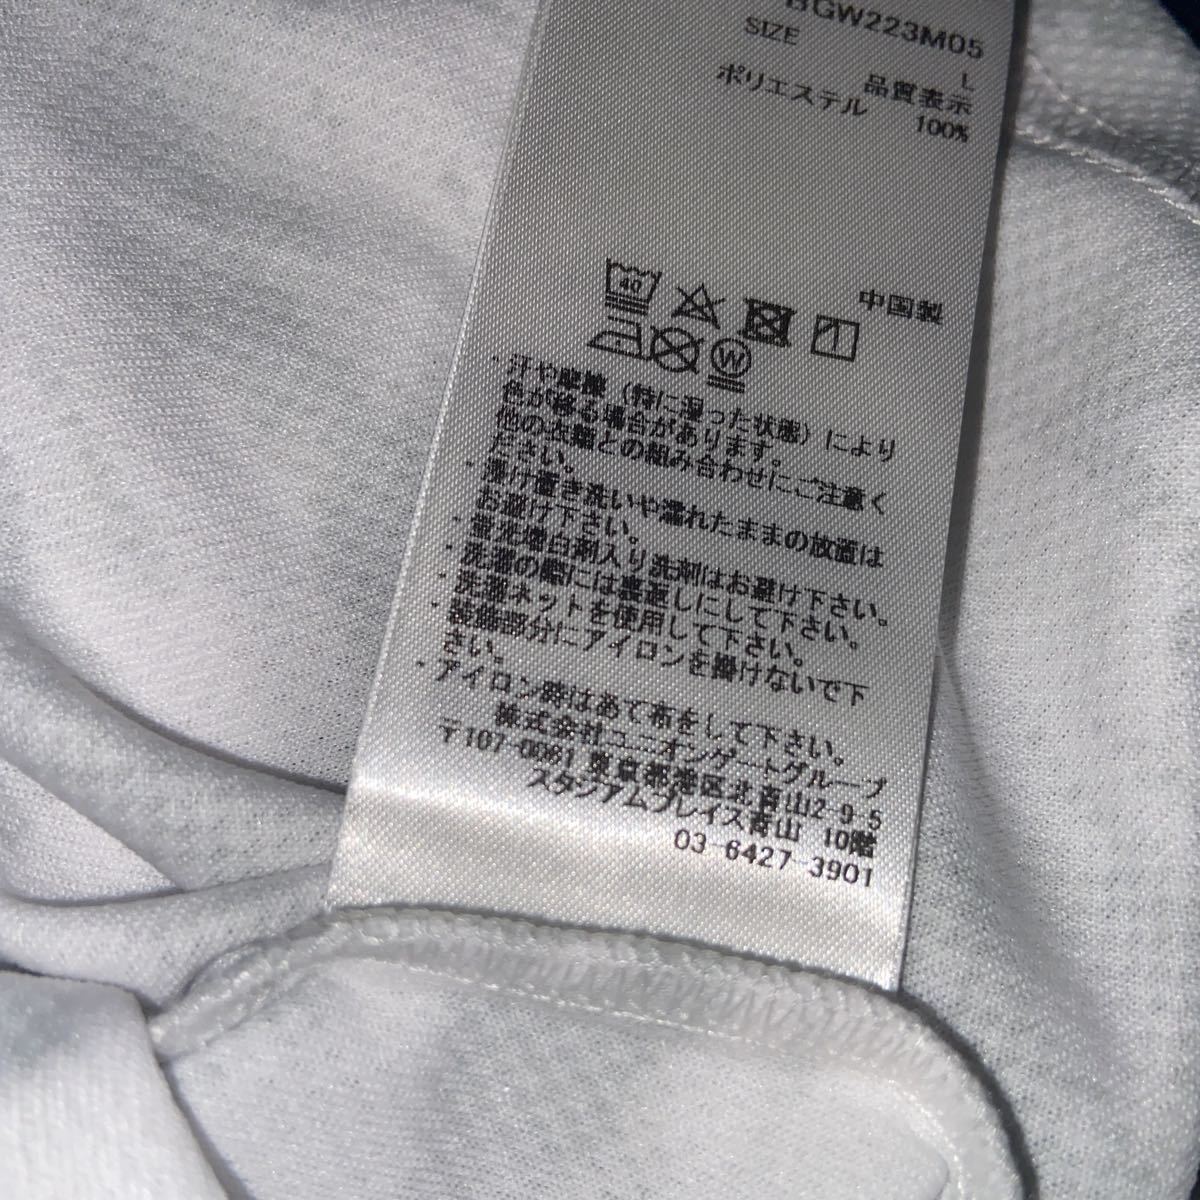 BGW223M05
SIZE L
品質表示
ポリエステル 100%
中国製
40
W
・汗や摩擦（特に湿った状態）により
色が移る場合があります。
他の衣類との組み合わせにご注意く
ださい。
・漬け置き洗いや濡れたままの放置は
お避け下さい。
・蛍光増白剤入り洗剤はお避け下さい。
・洗濯の際には裏返しにして下さい。
・洗濯ネットを使用して下さい。
・装飾部分にアイロンを掛けないで下
さい。
・アイロン時はあて布をして下さい。
株式会社ユニオンゲートグループ
〒107-0061 東京都港区北青山2-9-5
スタジアムプレイス青山 10階
03-6427-3901